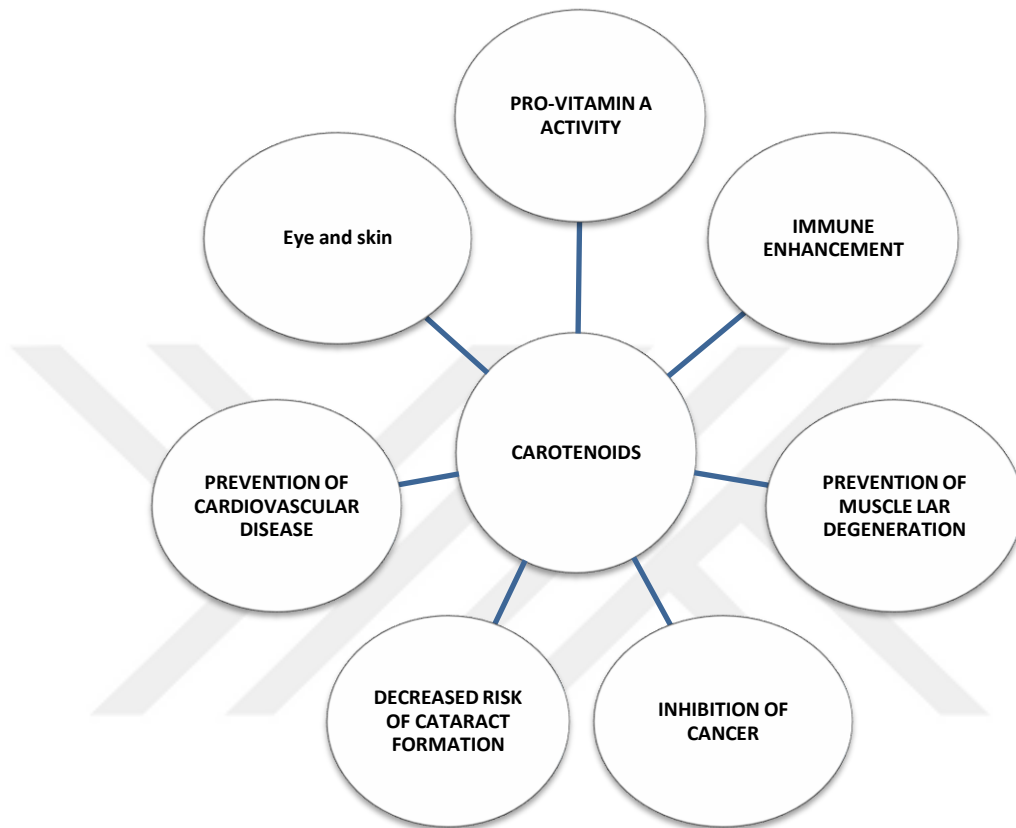 PRO-VITAMIN A
ACTIVITY
Eye and skin
IMMUNE
ENHANCEMENT
CAROTENOIDS
PREVENTION OF
CARDIOVASCULAR
DISEASE
PREVENTION OF
MUSCLE LAR
DEGENERATION
DECREASED RISK
OF CATARACT
FORMATION
INHIBITION OF
CANCER